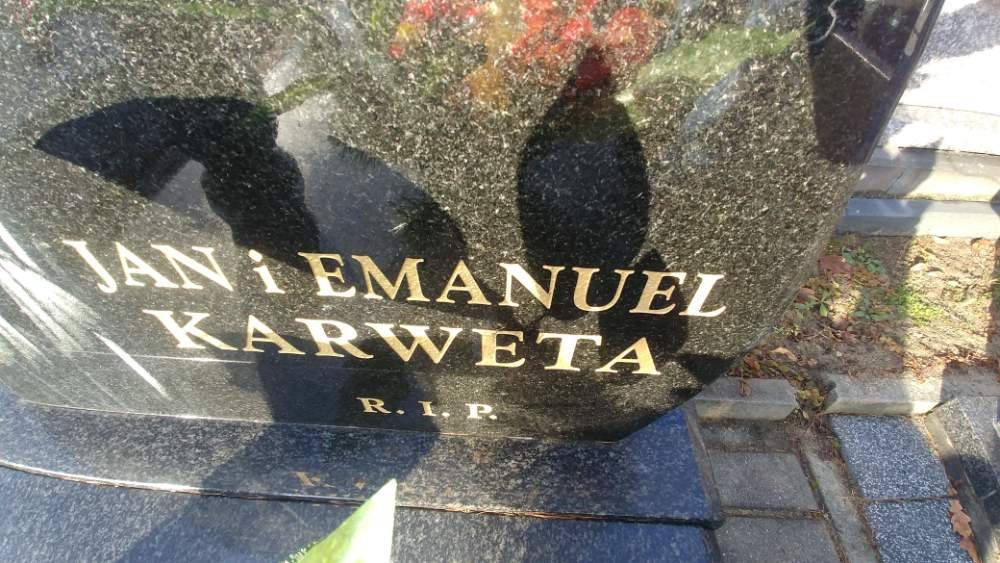 JAN i EMANUEL
KARWETA
R. I. P.